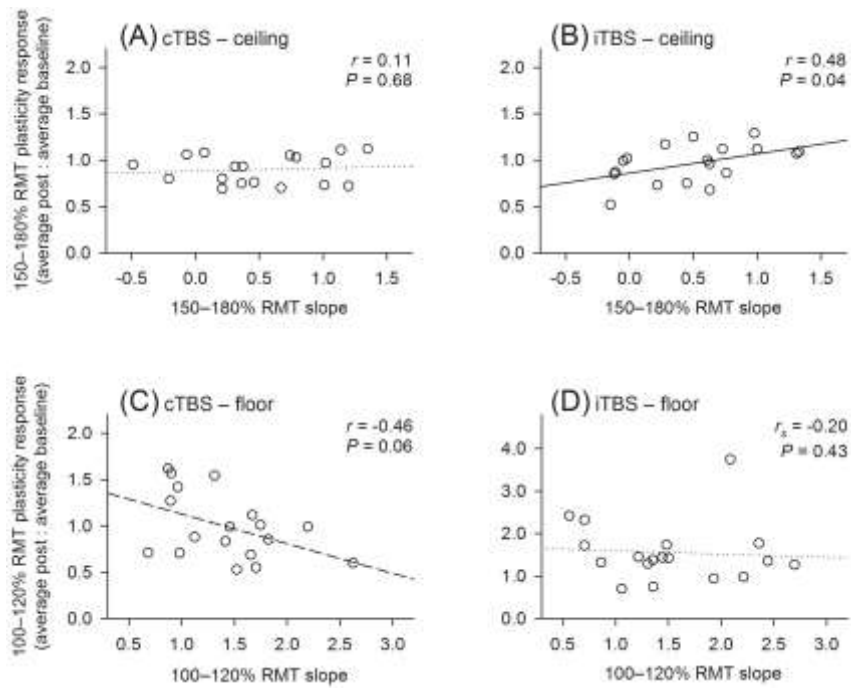 (A) cTBS – ceiling
r = 0.11
P = 0.68
2.0
1.5
1.0
0.5
0.0
-0.5 0.0 0.5 1.0 1.5
150–180% RMT slope
150–180% RMT plasticity response
(average post : average baseline)
(B) iTBS – ceiling
r = 0.48
P = 0.04
2.0
1.5
1.0
0.5
0.0
-0.5 0.0 0.5 1.0 1.5
150–180% RMT slope
(C) cTBS – floor
r = -0.46
P = 0.06
2.0
1.5
1.0
0.5
0.0
0.5 1.0 1.5 2.0 2.5 3.0
100–120% RMT slope
100–120% RMT plasticity response
(average post : average baseline)
(D) iTBS – floor
rs = -0.20
P = 0.43
4.0
3.0
2.0
1.0
0.0
0.5 1.0 1.5 2.0 2.5 3.0
100–120% RMT slope